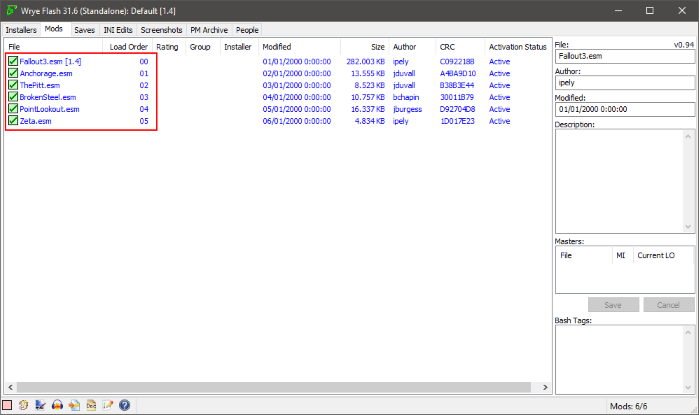 Wrye Flash 31.6 (Standalone): Default [1.4]
Installers Mods Saves INI Edits Screenshots PM Archive People
File Load Order Rating Group Installer Modified Size Author CRC Activation Status
Fallout3.esm [1.4] 00 01/01/2000 0:00:00 282.003 KB ipely C092218B Active
Anchorage.esm 01 02/01/2000 0:00:00 13.555 KB jduvall A4BA9D10 Active
ThePitt.esm 02 03/01/2000 0:00:00 8.523 KB jduvall B38B3E44 Active
BrokenSteel.esm 03 04/01/2000 0:00:00 10.757 KB bchapin 30011B79 Active
PointLookout.esm 04 05/01/2000 0:00:00 16.337 KB jburgess D92704D8 Active
Zeta.esm 05 06/01/2000 0:00:00 4.834 KB ipely 1D017E23 Active
File: v0.94
Fallout3.esm
Author:
ipely
Modified:
01/01/2000 0:00:00
Description:
Masters:
File MI Current LO
Save Cancel
Bash Tags:
Doc
Mods: 6/6